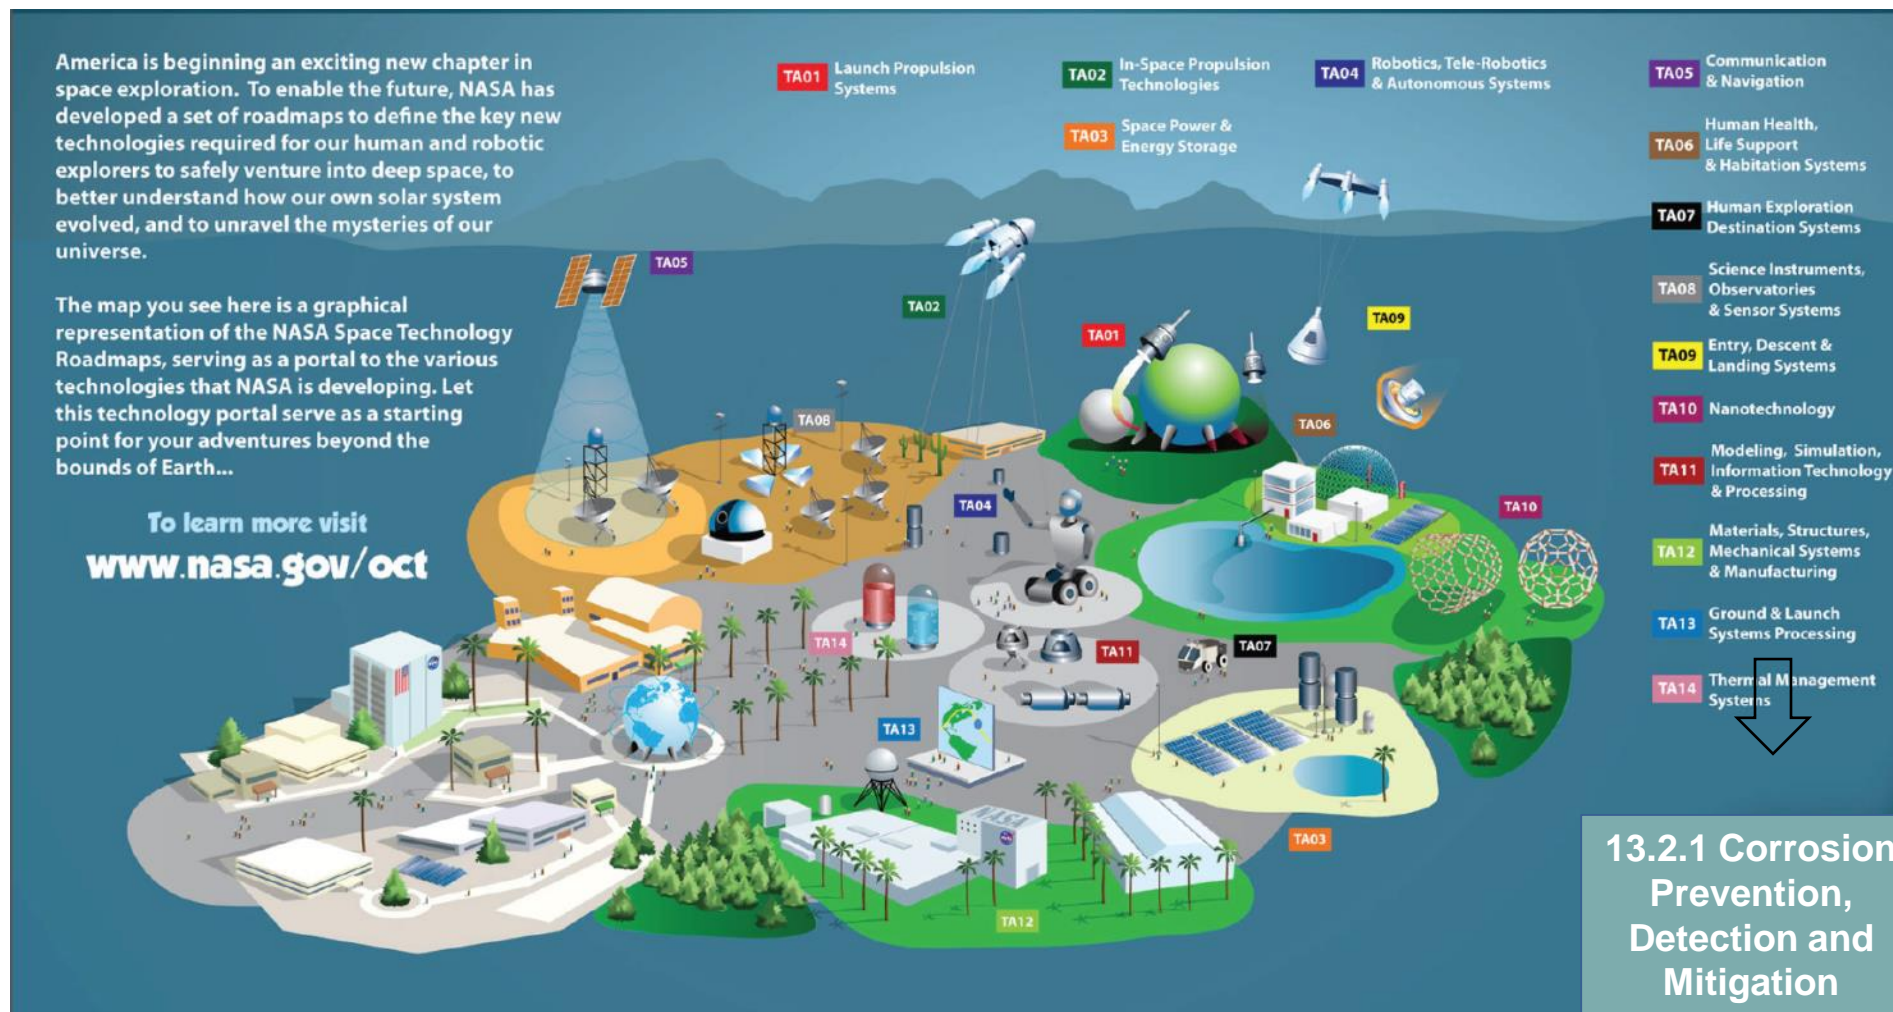 America is beginning an exciting new chapter in
space exploration. To enable the future, NASA has
developed a set of roadmaps to define the key new
technologies required for our human and robotic
explorers to safely venture into deep space, to
better understand how our own solar system
evolved, and to unravel the mysteries of our
universe.
The map you see here is a graphical
representation of the NASA Space Technology
Roadmaps, serving as a portal to the various
technologies that NASA is developing. Let
this technology portal serve as a starting
point for your adventures beyond the
bounds of Earth...
To learn more visit
www.nasa.gov/oct
TA01 Launch Propulsion
Systems
TA02 In-Space Propulsion
Technologies
TA03 Space Power &
Energy Storage
TA04 Robotics, Tele-Robotics
& Autonomous Systems
TA05 Communication
& Navigation
Human Health,
TA06 Life Support
& Habitation Systems
TA07 Human Exploration
Destination Systems
Science Instruments,
TA08 Observatories
& Sensor Systems
TA09 Entry, Descent &
Landing Systems
TA10 Nanotechnology
Modeling, Simulation,
TA11 Information Technology
& Processing
Materials, Structures,
TA12 Mechanical Systems
& Manufacturing
TA13 Ground & Launch
Systems Processing
TA14 Thermal Management
Systems
TA05
TA02
TA01
TA09
TA08
TA06
TA04
TA10
TA14
TA11
TA07
TA13
TA03
NASA
TA12
13.2.1 Corrosion
Prevention,
Detection and
Mitigation